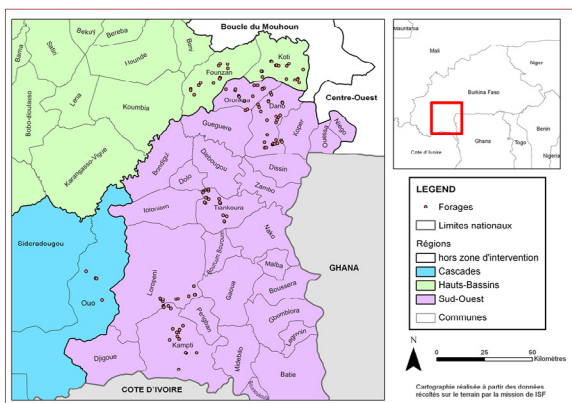 Boucle du Mouhoun
Bama
Satiri
Bekuy
Bereba
Houndé
Boni
Founzan
Koti
Centre-Ouest
Bobo-dioulasso
Lena
Koumbia
Karangasso-Vigue
Dano
Koper
Ouessa
Niego
Gueguere
Bondigui
Diebougou
Dolo
Dissin
Zambo
Iolonioro
Tiankoura
Sidéradougou
Nako
Bourum Bouroum
Malba
GHANA
Boussera
Ouo
Loropeni
Gaoua
Gbomblora
Perigban
Legmoin
Kampti
Midebdo
Djigoue
Batie
COTE D'IVOIRE
Mauritania
Mali
Niger
Burkina Faso
Benin
Cote d'Ivoire
Ghana
Togo
Nigeria
LEGEND
Forages
Limites nationaux
Régions
hors zone d'intervention
Cascades
Hauts-Bassins
Sud-Ouest
Communes
N
0 25 50
Kilomètres
Cartographie réalisée à partir des données
récoltés sur le terrain par la mission de ISF